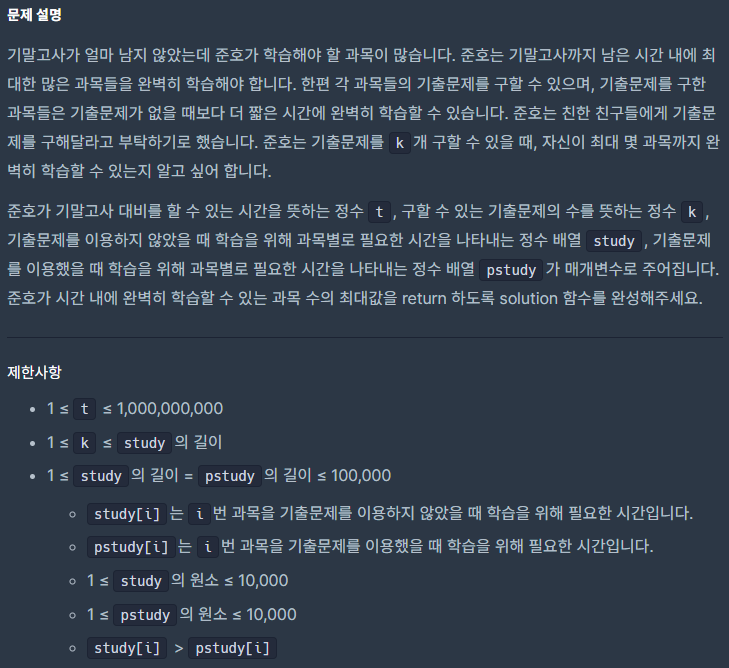 문제 설명
기말고사가 얼마 남지 않았는데 준호가 학습해야 할 과목이 많습니다. 준호는 기말고사까지 남은 시간 내에 최
대한 많은 과목들을 완벽히 학습해야 합니다. 한편 각 과목들의 기출문제를 구할 수 있으며, 기출문제를 구한
과목들은 기출문제가 없을 때보다 더 짧은 시간에 완벽히 학습할 수 있습니다. 준호는 친한 친구들에게 기출문
제를 구해달라고 부탁하기로 했습니다. 준호는 기출문제를 k 개 구할 수 있을 때, 자신이 최대 몇 과목까지 완
벽히 학습할 수 있는지 알고 싶어 합니다.
준호가 기말고사 대비를 할 수 있는 시간을 뜻하는 정수 t , 구할 수 있는 기출문제의 수를 뜻하는 정수 k ,
기출문제를 이용하지 않았을 때 학습을 위해 과목별로 필요한 시간을 나타내는 정수 배열 study , 기출문제
를 이용했을 때 학습을 위해 과목별로 필요한 시간을 나타내는 정수 배열 pstudy 가 매개변수로 주어집니다.
준호가 시간 내에 완벽히 학습할 수 있는 과목 수의 최대값을 return 하도록 solution 함수를 완성해주세요.
제한사항
• 1 ≤ t ≤ 1,000,000,000
• 1 ≤ k ≤ study 의 길이
• 1 ≤ study 의 길이 = pstudy 의 길이 ≤ 100,000
◦ study[i] 는 i 번 과목을 기출문제를 이용하지 않았을 때 학습을 위해 필요한 시간입니다.
◦ pstudy[i] 는 i 번 과목을 기출문제를 이용했을 때 학습을 위해 필요한 시간입니다.
◦ 1 ≤ study 의 원소 ≤ 10,000
◦ 1 ≤ pstudy 의 원소 ≤ 10,000
◦ study[i] > pstudy[i]